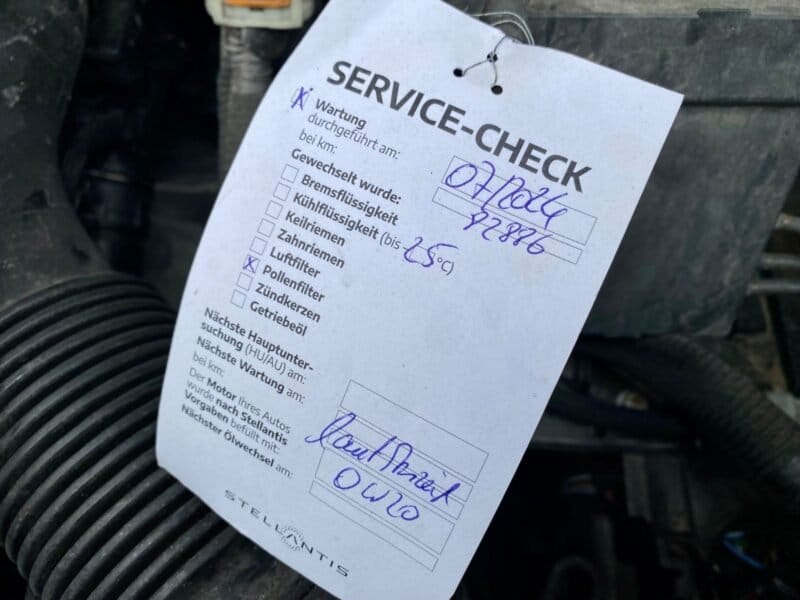 SERVICE-CHECK
X Wartung
durchgeführt am: 07/2024
bei km: 92886
Gewechselt wurde:
Bremsflüssigkeit
Kühlflüssigkeit (bis 25 °C)
Keilriemen
Zahnriemen
Luftfilter
X Pollenfilter
Zündkerzen
Getriebeöl
Nächste Hauptunter-
suchung (HU/AU) am:
Nächste Wartung am:
bei km: laut
Der Motor Ihres Autos
wurde nach Stellantis
Vorgaben befüllt mit: 0W20
Nächster Ölwechsel am:
STELLANTIS